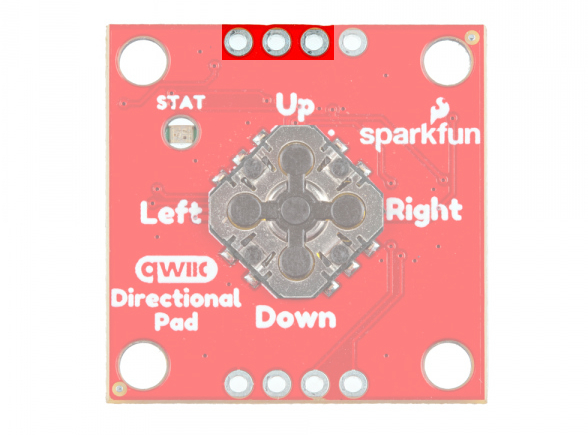 STAT
Up
sparkfun
Left
Right
qwiic
Directional
Pad
Down